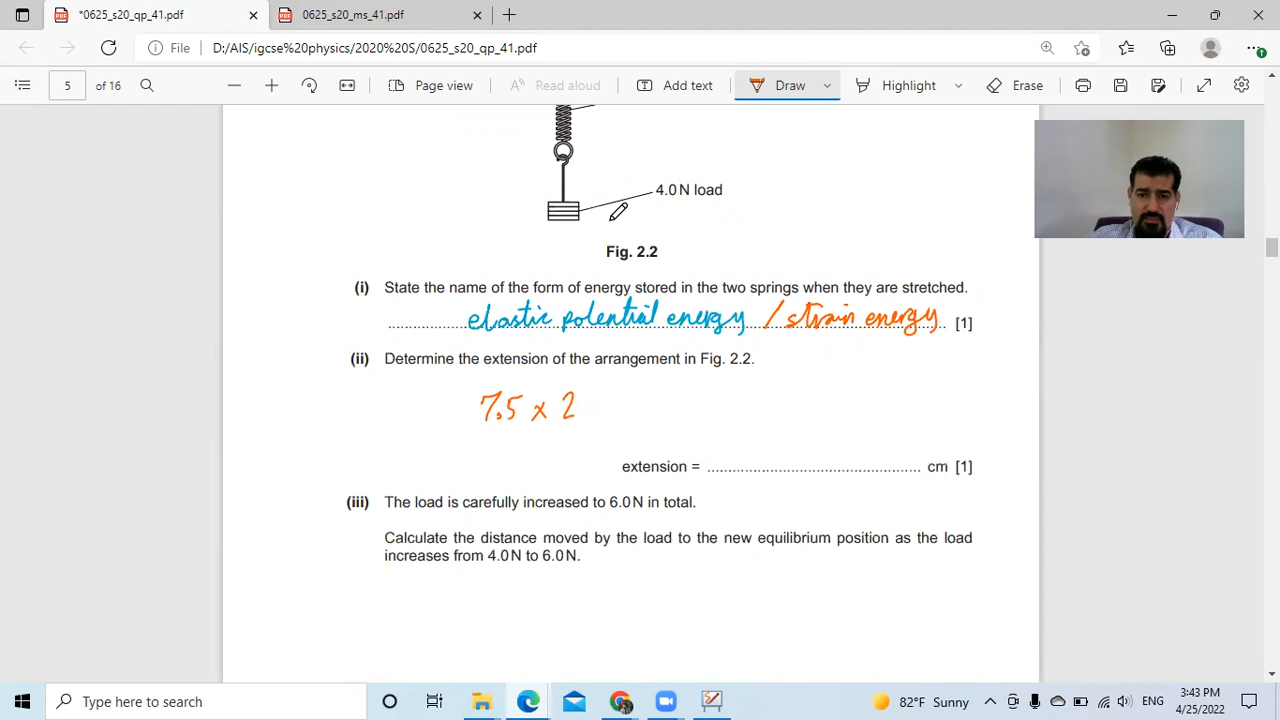 *0625_s20_qp_41.pdf
0625_s20_ms_41.pdf
File
D:/AIS/igcse%20physics/2020%20S/0625_s20_qp_41.pdf
5 of 16
Page view
Read aloud
Add text
Draw
Highlight
Erase
4.0 N load
Fig. 2.2
(i) State the name of the form of energy stored in the two springs when they are stretched.
elastic potential energy / strain energy [1]
(ii) Determine the extension of the arrangement in Fig. 2.2.
7.5 x 2
extension = ................................................ cm [1]
(iii) The load is carefully increased to 6.0 N in total.
Calculate the distance moved by the load to the new equilibrium position as the load
increases from 4.0 N to 6.0 N.
Type here to search
82°F Sunny
ENG
3:43 PM
4/25/2022